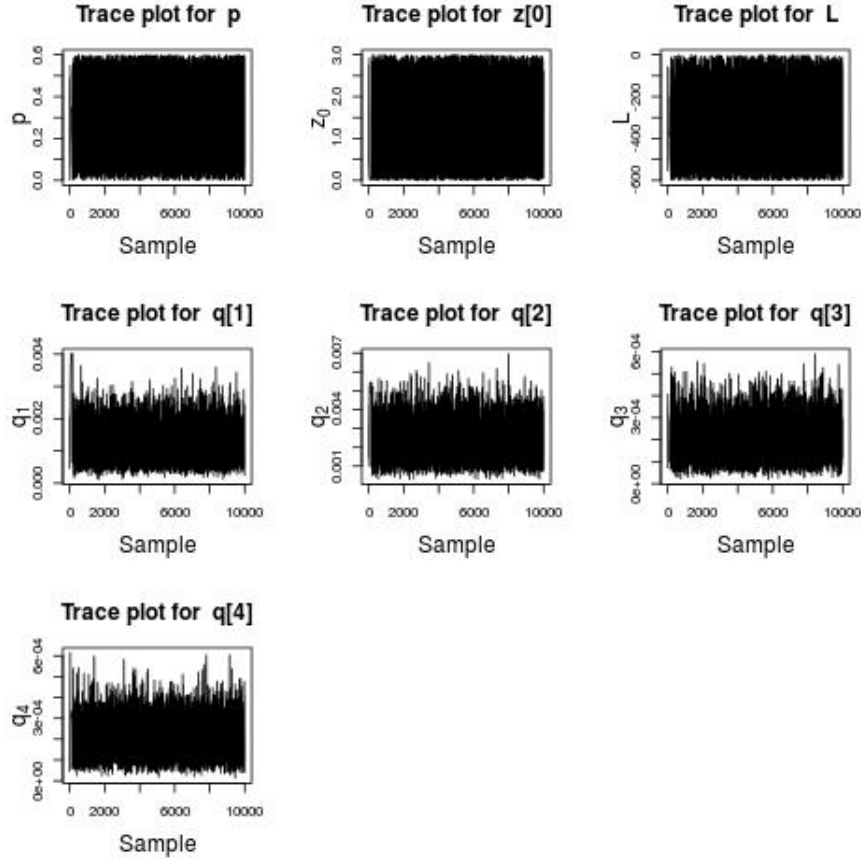 Trace plot for p
Trace plot for z[0]
Trace plot for L
p
0.0 0.2 0.4 0.6
0 2000 6000 10000
Sample
z0
0.0 1.0 2.0 3.0
0 2000 6000 10000
Sample
L
-600 -400 -200 0
0 2000 6000 10000
Sample
Trace plot for q[1]
Trace plot for q[2]
Trace plot for q[3]
q1
0.000 0.002 0.004
0 2000 6000 10000
Sample
q2
0.001 0.004 0.007
0 2000 6000 10000
Sample
q3
0e+00 3e-04 6e-04
0 2000 6000 10000
Sample
Trace plot for q[4]
q4
0e+00 3e-04 6e-04
0 2000 6000 10000
Sample